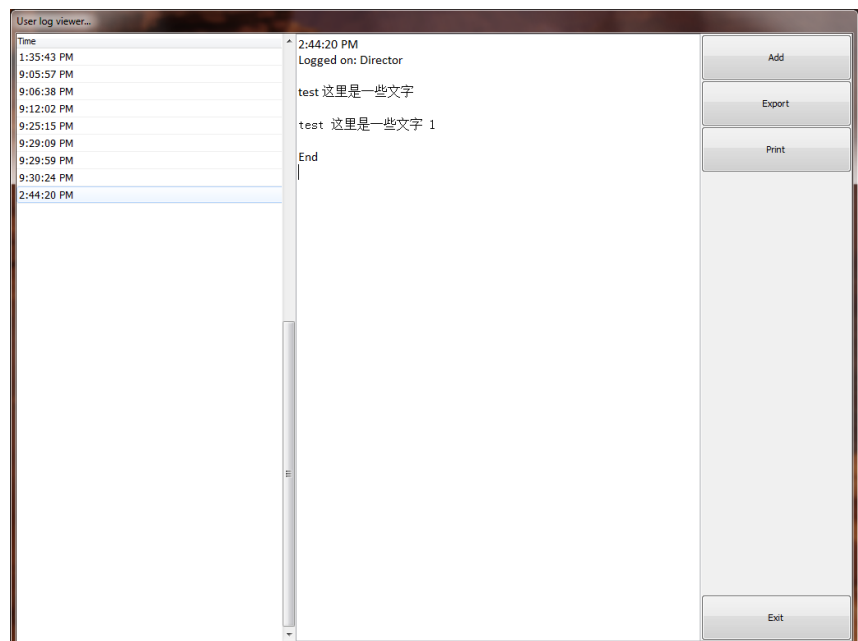 User log viewer...
Time
1:35:43 PM
9:05:57 PM
9:06:38 PM
9:12:02 PM
9:25:15 PM
9:29:09 PM
9:29:59 PM
9:30:24 PM
2:44:20 PM
2:44:20 PM
Logged on: Director
test 这里是一些文字
test 这里是一些文字 1
End
Add
Export
Print
Exit